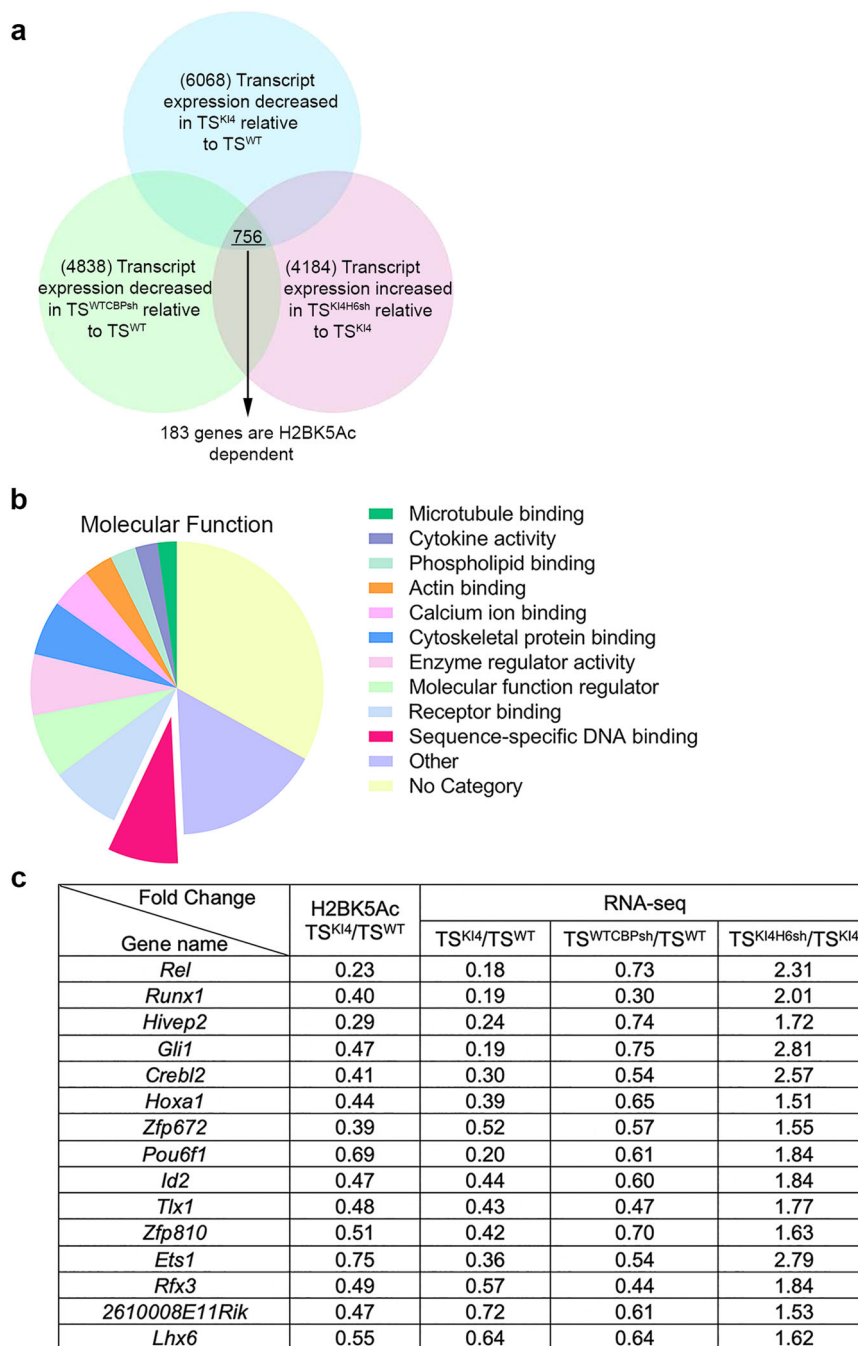 a
(6068) Transcript
expression decreased
in TSKI4 relative
to TSWT
756
(4838) Transcript
expression decreased
in TSWTCBPsh relative
to TSWT
(4184) Transcript
expression increased
in TSKI4H6sh relative
to TSKI4
183 genes are H2BK5Ac
dependent
b
Molecular Function
Microtubule binding
Cytokine activity
Phospholipid binding
Actin binding
Calcium ion binding
Cytoskeletal protein binding
Enzyme regulator activity
Molecular function regulator
Receptor binding
Sequence-specific DNA binding
Other
No Category
c
Fold Change
Gene name
H2BK5Ac
TSKI4/TSWT
RNA-seq
TSKI4/TSWT TSWTCBPsh/TSWT TSKI4H6sh/TSKI4
Rel 0.23 0.18 0.73 2.31
Runx1 0.40 0.19 0.30 2.01
Hivep2 0.29 0.24 0.74 1.72
Gli1 0.47 0.19 0.75 2.81
Crebl2 0.41 0.30 0.54 2.57
Hoxa1 0.44 0.39 0.65 1.51
Zfp672 0.39 0.52 0.57 1.55
Pou6f1 0.69 0.20 0.61 1.84
Id2 0.47 0.44 0.60 1.84
Tlx1 0.48 0.43 0.47 1.77
Zfp810 0.51 0.42 0.70 1.63
Ets1 0.75 0.36 0.54 2.79
Rfx3 0.49 0.57 0.44 1.84
2610008E11Rik 0.47 0.72 0.61 1.53
Lhx6 0.55 0.64 0.64 1.62